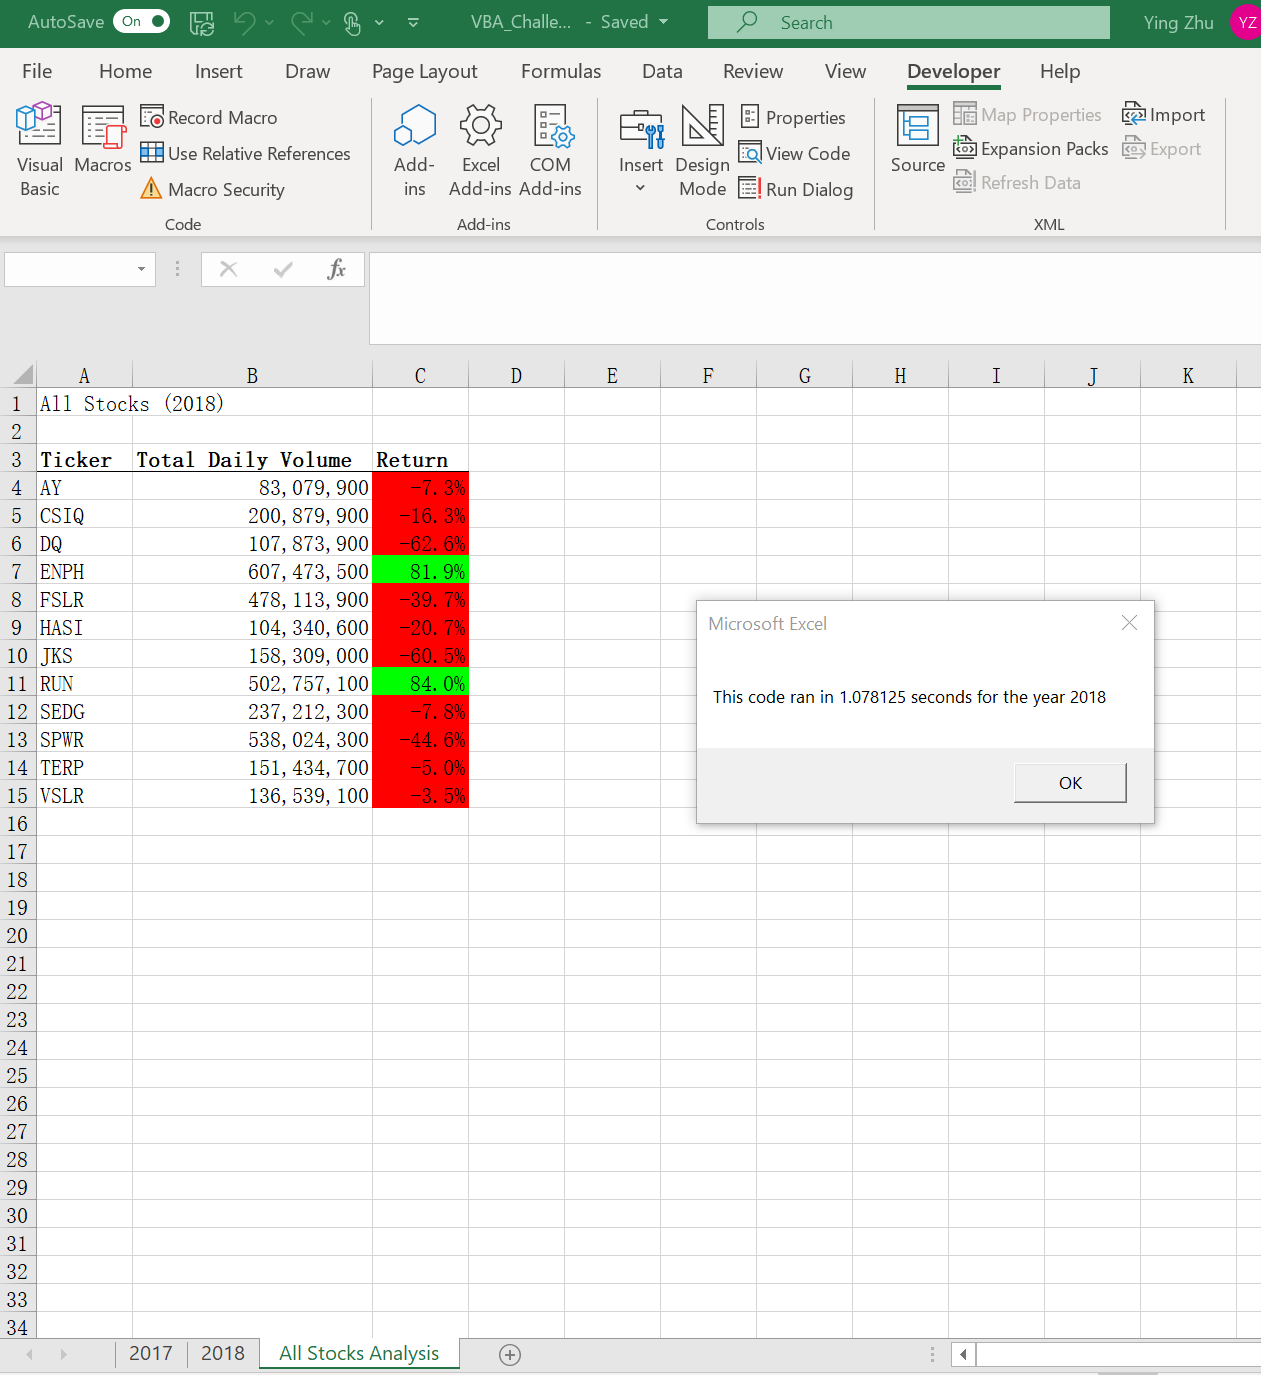 AutoSave On VBA_Challe... - Saved Search Ying Zhu YZ
File Home Insert Draw Page Layout Formulas Data Review View Developer Help
Visual Basic
Macros
Record Macro
Use Relative References
Macro Security
Code
Add-ins
Excel Add-ins
COM Add-ins
Add-ins
Insert
Design Mode
Properties
View Code
Run Dialog
Controls
Source
Map Properties
Expansion Packs
Refresh Data
Import
Export
XML
fx
A B C D E F G H I J K
1 All Stocks (2018)
2
3 Ticker Total Daily Volume Return
4 AY 83,079,900 -7.3%
5 CSIQ 200,879,900 -16.3%
6 DQ 107,873,900 -62.6%
7 ENPH 607,473,500 81.9%
8 FSLR 478,113,900 -39.7%
9 HASI 104,340,600 -20.7%
10 JKS 158,309,000 -60.5%
11 RUN 502,757,100 84.0%
12 SEDG 237,212,300 -7.8%
13 SPWR 538,024,300 -44.6%
14 TERP 151,434,700 -5.0%
15 VSLR 136,539,100 -3.5%
16
17
18
19
20
21
22
23
24
25
26
27
28
29
30
31
32
33
34
Microsoft Excel
This code ran in 1.078125 seconds for the year 2018
OK
2017 2018 All Stocks Analysis